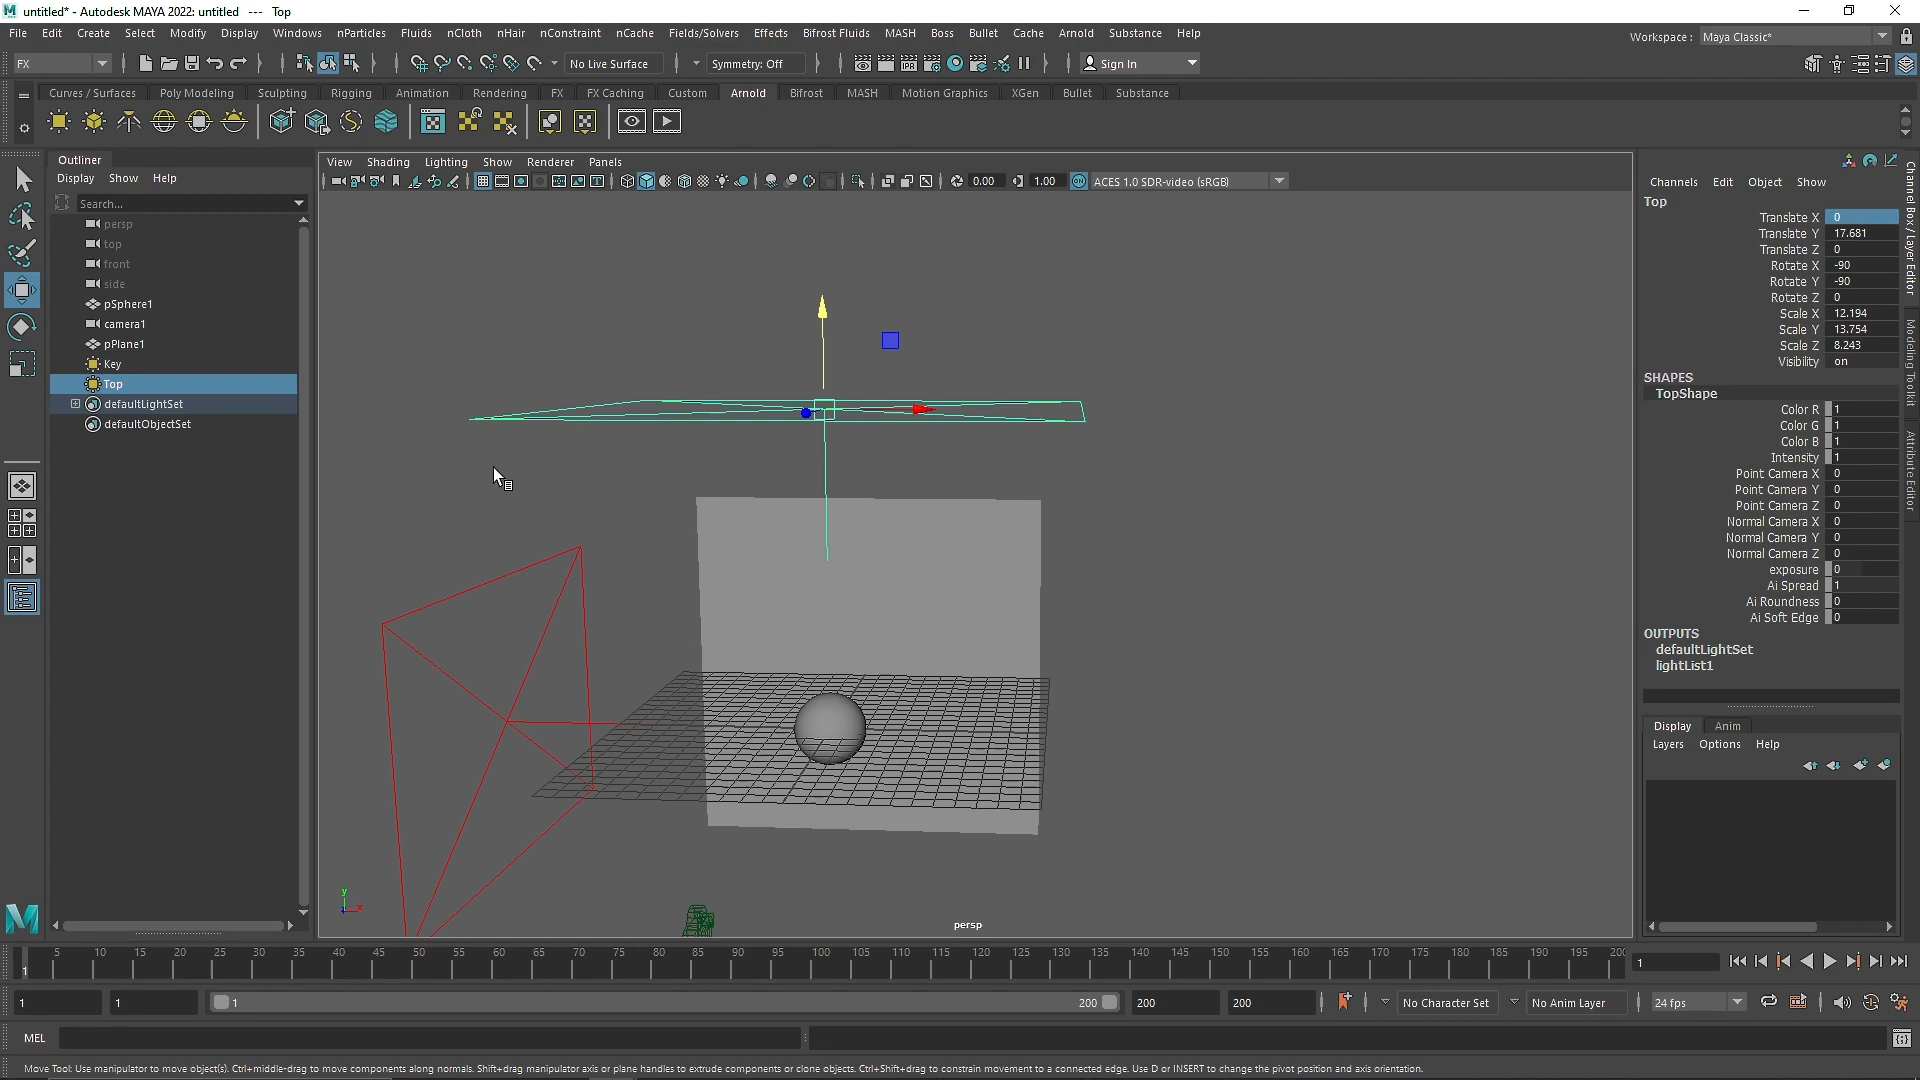 untitled* - Autodesk MAYA 2022: untitled --- Top
File Edit Create Select Modify Display Windows nParticles Fluids nCloth nHair nConstraint nCache Fields/Solvers Effects Bifrost Fluids MASH Boss Bullet Cache Arnold Substance Help
Workspace : Maya Classic*
FX No Live Surface Symmetry: Off Sign In
Curves / Surfaces Poly Modeling Sculpting Rigging Animation Rendering FX FX Caching Custom Arnold Bifrost MASH Motion Graphics XGen Bullet Substance
Outliner
Display Show Help
Search...
persp
top
front
side
pSphere1
camera1
pPlane1
Key
Top
defaultLightSet
defaultObjectSet
View Shading Lighting Show Renderer Panels
0.00 1.00 ON ACES 1.0 SDR-video (sRGB)
y
x
persp
Channels Edit Object Show
Top
Translate X 0
Translate Y 17.681
Translate Z 0
Rotate X -90
Rotate Y -90
Rotate Z 0
Scale X 12.194
Scale Y 13.754
Scale Z 8.243
Visibility on
SHAPES
TopShape
Color R 1
Color G 1
Color B 1
Intensity 1
Point Camera X 0
Point Camera Y 0
Point Camera Z 0
Normal Camera X 0
Normal Camera Y 0
Normal Camera Z 0
exposure 0
Ai Spread 1
Ai Roundness 0
Ai Soft Edge 0
OUTPUTS
defaultLightSet
lightList1
Display Anim
Layers Options Help
Channel Box / Layer Editor
Modeling Toolkit
Attribute Editor
5 10 15 20 25 30 35 40 45 50 55 60 65 70 75 80 85 90 95 100 105 110 115 120 125 130 135 140 145 150 155 160 165 170 175 180 185 190 195 200
1
1
1 1 1 200 200 200 No Character Set No Anim Layer 24 fps
MEL
Move Tool: Use manipulator to move object(s). Ctrl+middle-drag to move components along normals. Shift+drag manipulator axis or plane handles to extrude components or clone objects. Ctrl+Shift+drag to constrain movement to a connected edge. Use D or INSERT to change the pivot position and axis orientation.